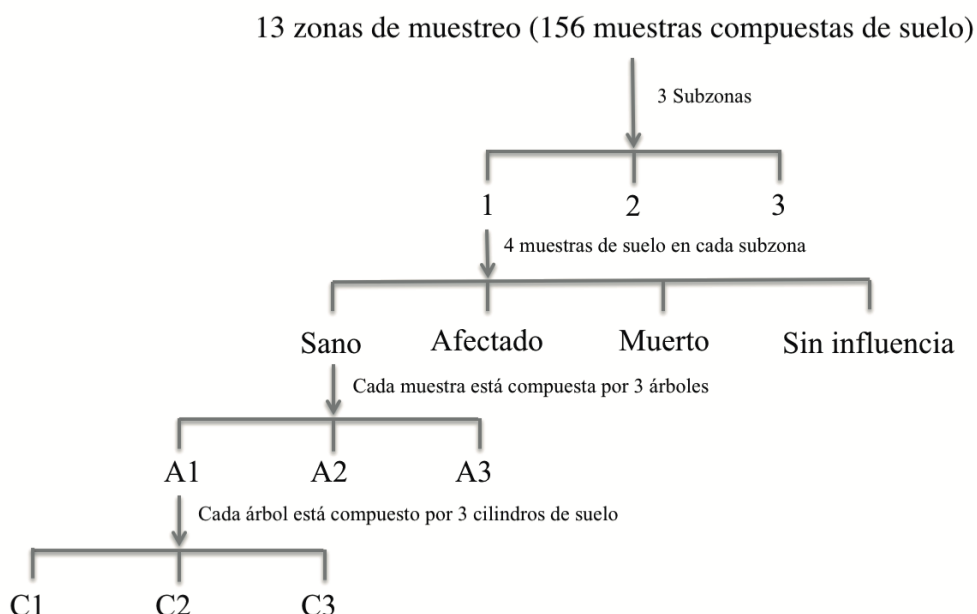 13 zonas de muestreo (156 muestras compuestas de suelo)
3 Subzonas
1 2 3
4 muestras de suelo en cada subzona
Sano Afectado Muerto Sin influencia
Cada muestra está compuesta por 3 árboles
A1 A2 A3
Cada árbol está compuesto por 3 cilindros de suelo
C1 C2 C3